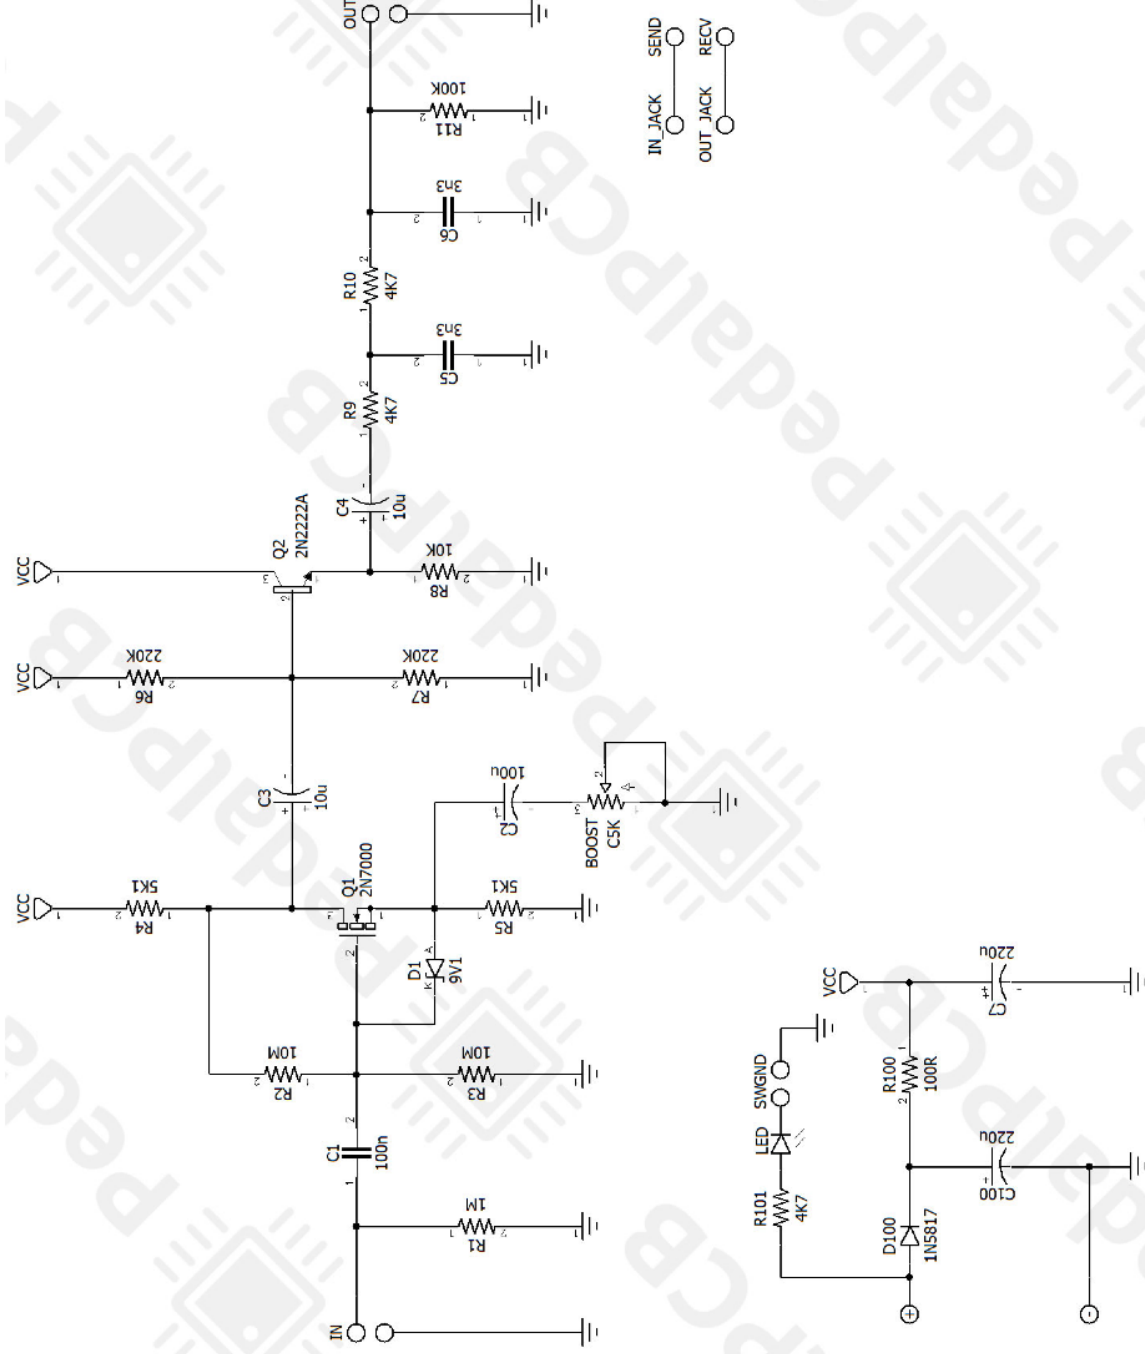 OUT
SEND
RECV
IN_JACK
OUT_JACK
100K
R11
3n3
C6
R10
4K7
3n3
C5
R9
4K7
C4
10u
VCC
Q2
2N2222A
10K
R8
VCC
220K
R6
220K
R7
C3
10u
100u
C2
BOOST
C5K
VCC
5K1
R4
Q1
2N7000
5K1
R5
D1
9V1
10M
R2
10M
R3
C1
100n
1M
R1
IN
VCC
220u
C7
R100
100R
SWGND
LED
R101
4K7
220u
C100
D100
1N5817
+
-
PedalPCB